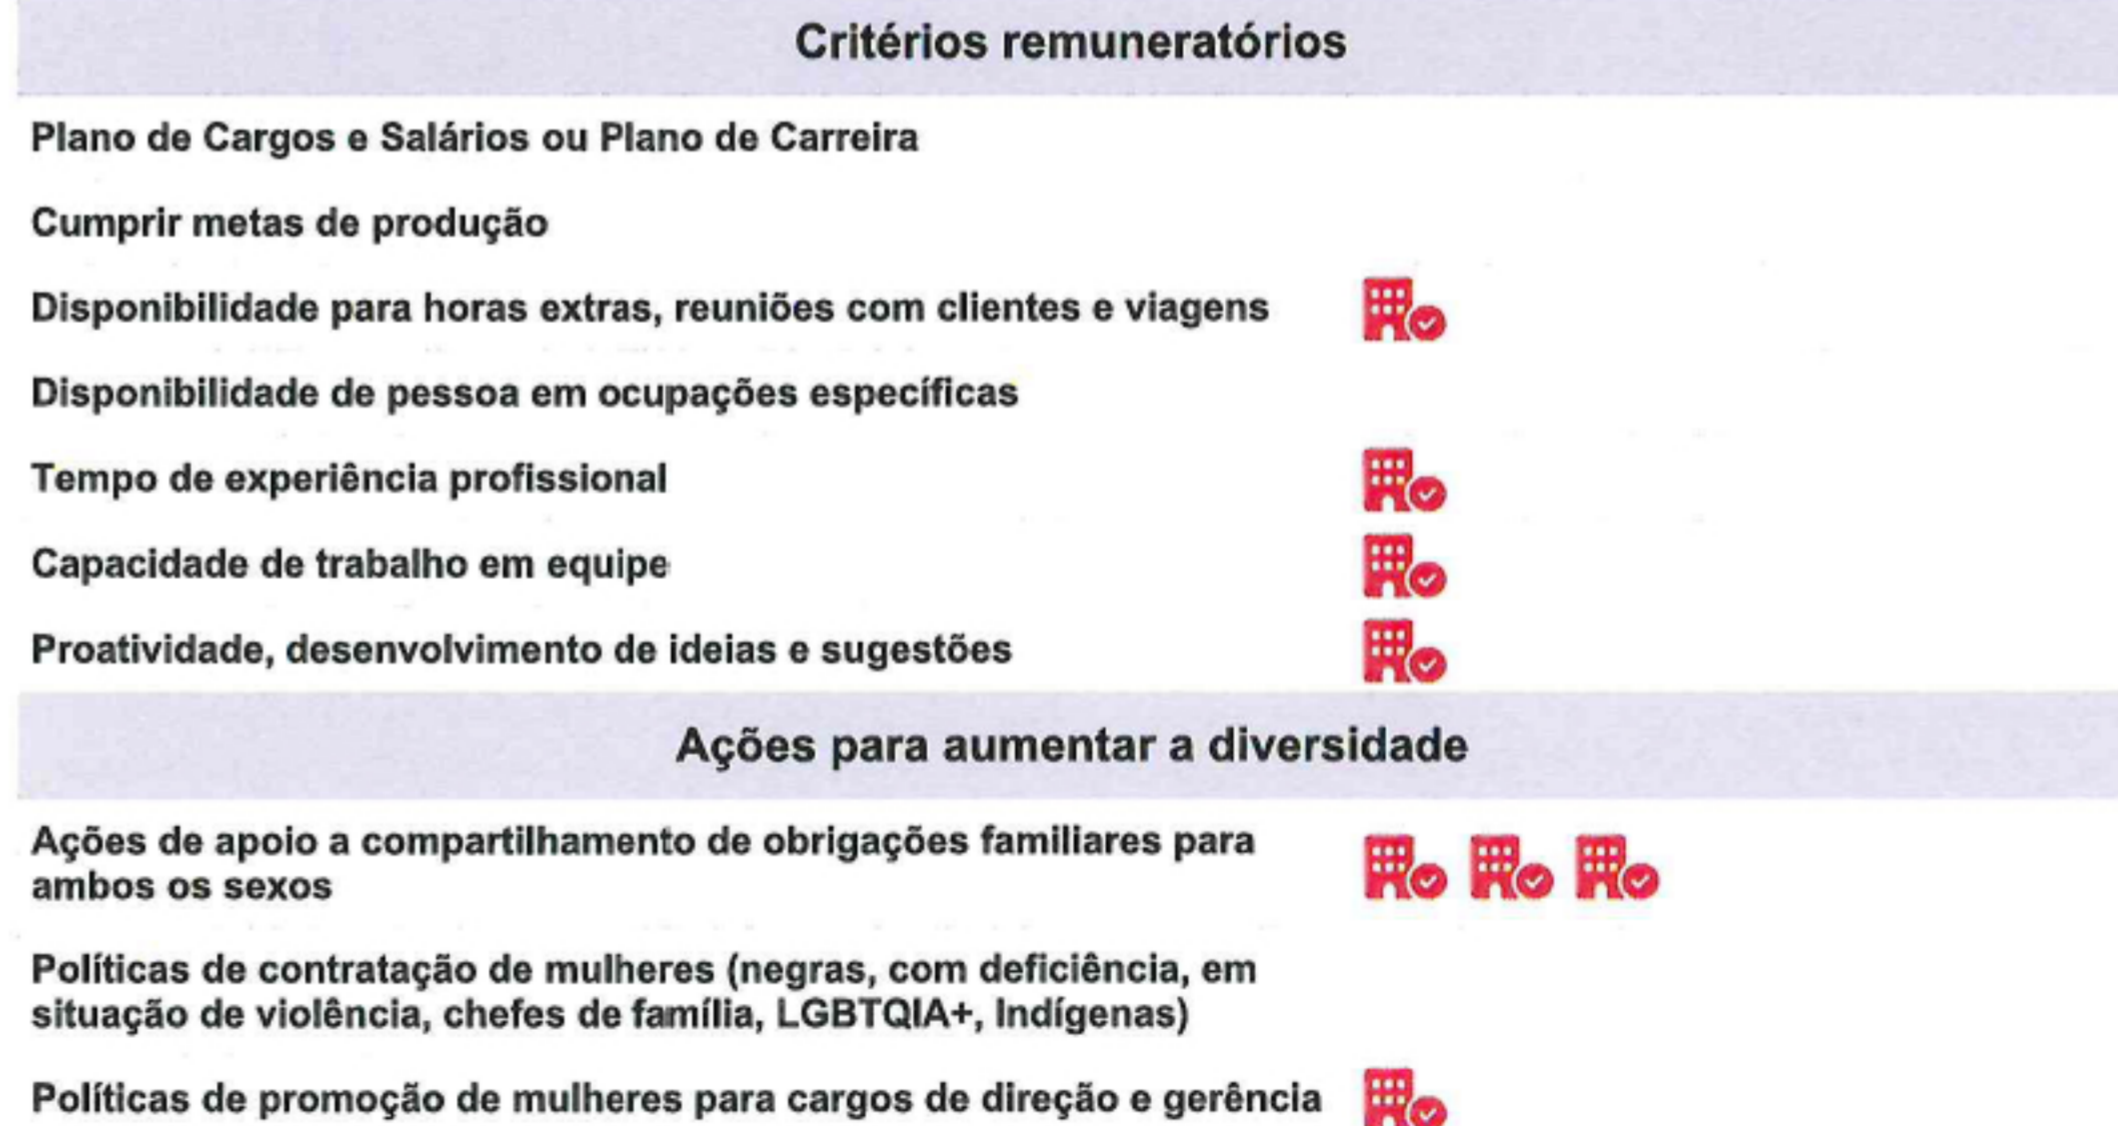 Critérios remuneratórios
Plano de Cargos e Salários ou Plano de Carreira
Cumprir metas de produção
Disponibilidade para horas extras, reuniões com clientes e viagens
Disponibilidade de pessoa em ocupações específicas
Tempo de experiência profissional
Capacidade de trabalho em equipe
Proatividade, desenvolvimento de ideias e sugestões
Ações para aumentar a diversidade
Ações de apoio a compartilhamento de obrigações familiares para
ambos os sexos
Políticas de contratação de mulheres (negras, com deficiência, em
situação de violência, chefes de família, LGBTQIA+, Indígenas)
Políticas de promoção de mulheres para cargos de direção e gerência